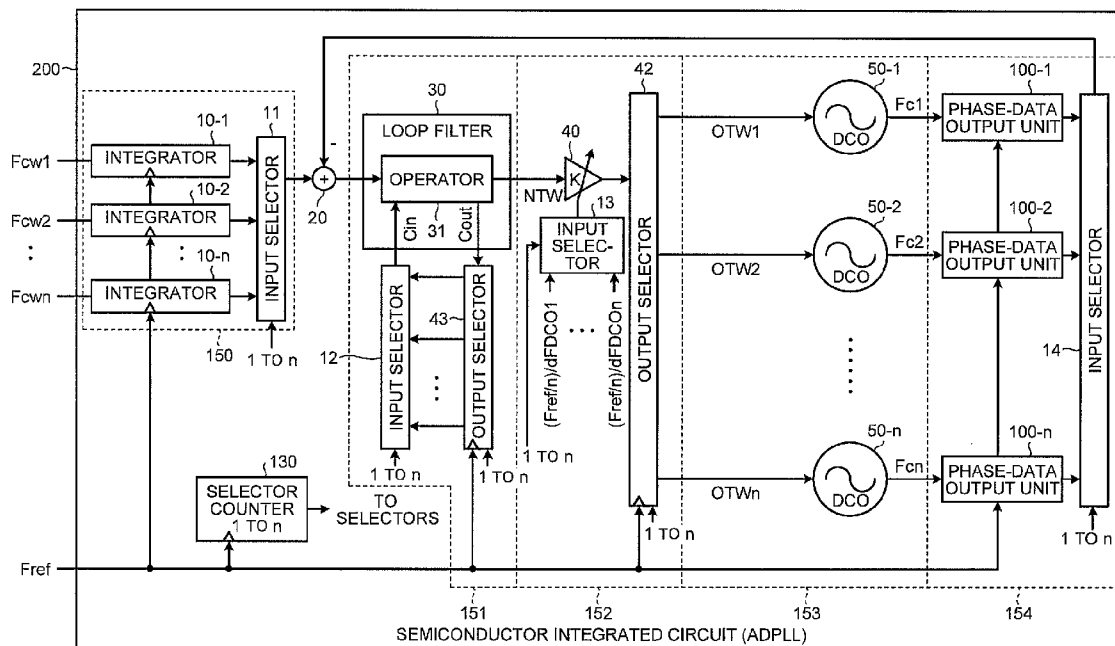 200
150
11
10-1
Fcw1
INTEGRATOR
10-2
Fcw2
INTEGRATOR
10-n
Fcwn
INTEGRATOR
INPUT SELECTOR
1 TO n
-
+
20
30
LOOP FILTER
OPERATOR
31
Cin
Cout
12
INPUT SELECTOR
1 TO n
43
OUTPUT SELECTOR
1 TO n
NTW
40
K
13
INPUT
SELEC-
TOR
1 TO n
(Fref/n)/dFDCO1
(Fref/n)/dFDCOn
42
OUTPUT SELECTOR
1 TO n
OTW1
50-1
DCO
Fc1
100-1
PHASE-DATA
OUTPUT UNIT
OTW2
50-2
DCO
Fc2
100-2
PHASE-DATA
OUTPUT UNIT
OTWn
50-n
DCO
Fcn
100-n
PHASE-DATA
OUTPUT UNIT
14
INPUT SELECTOR
1 TO n
130
SELECTOR
COUNTER
1 TO n
TO
SELECTORS
Fref
151
152
153
154
SEMICONDUCTOR INTEGRATED CIRCUIT (ADPLL)